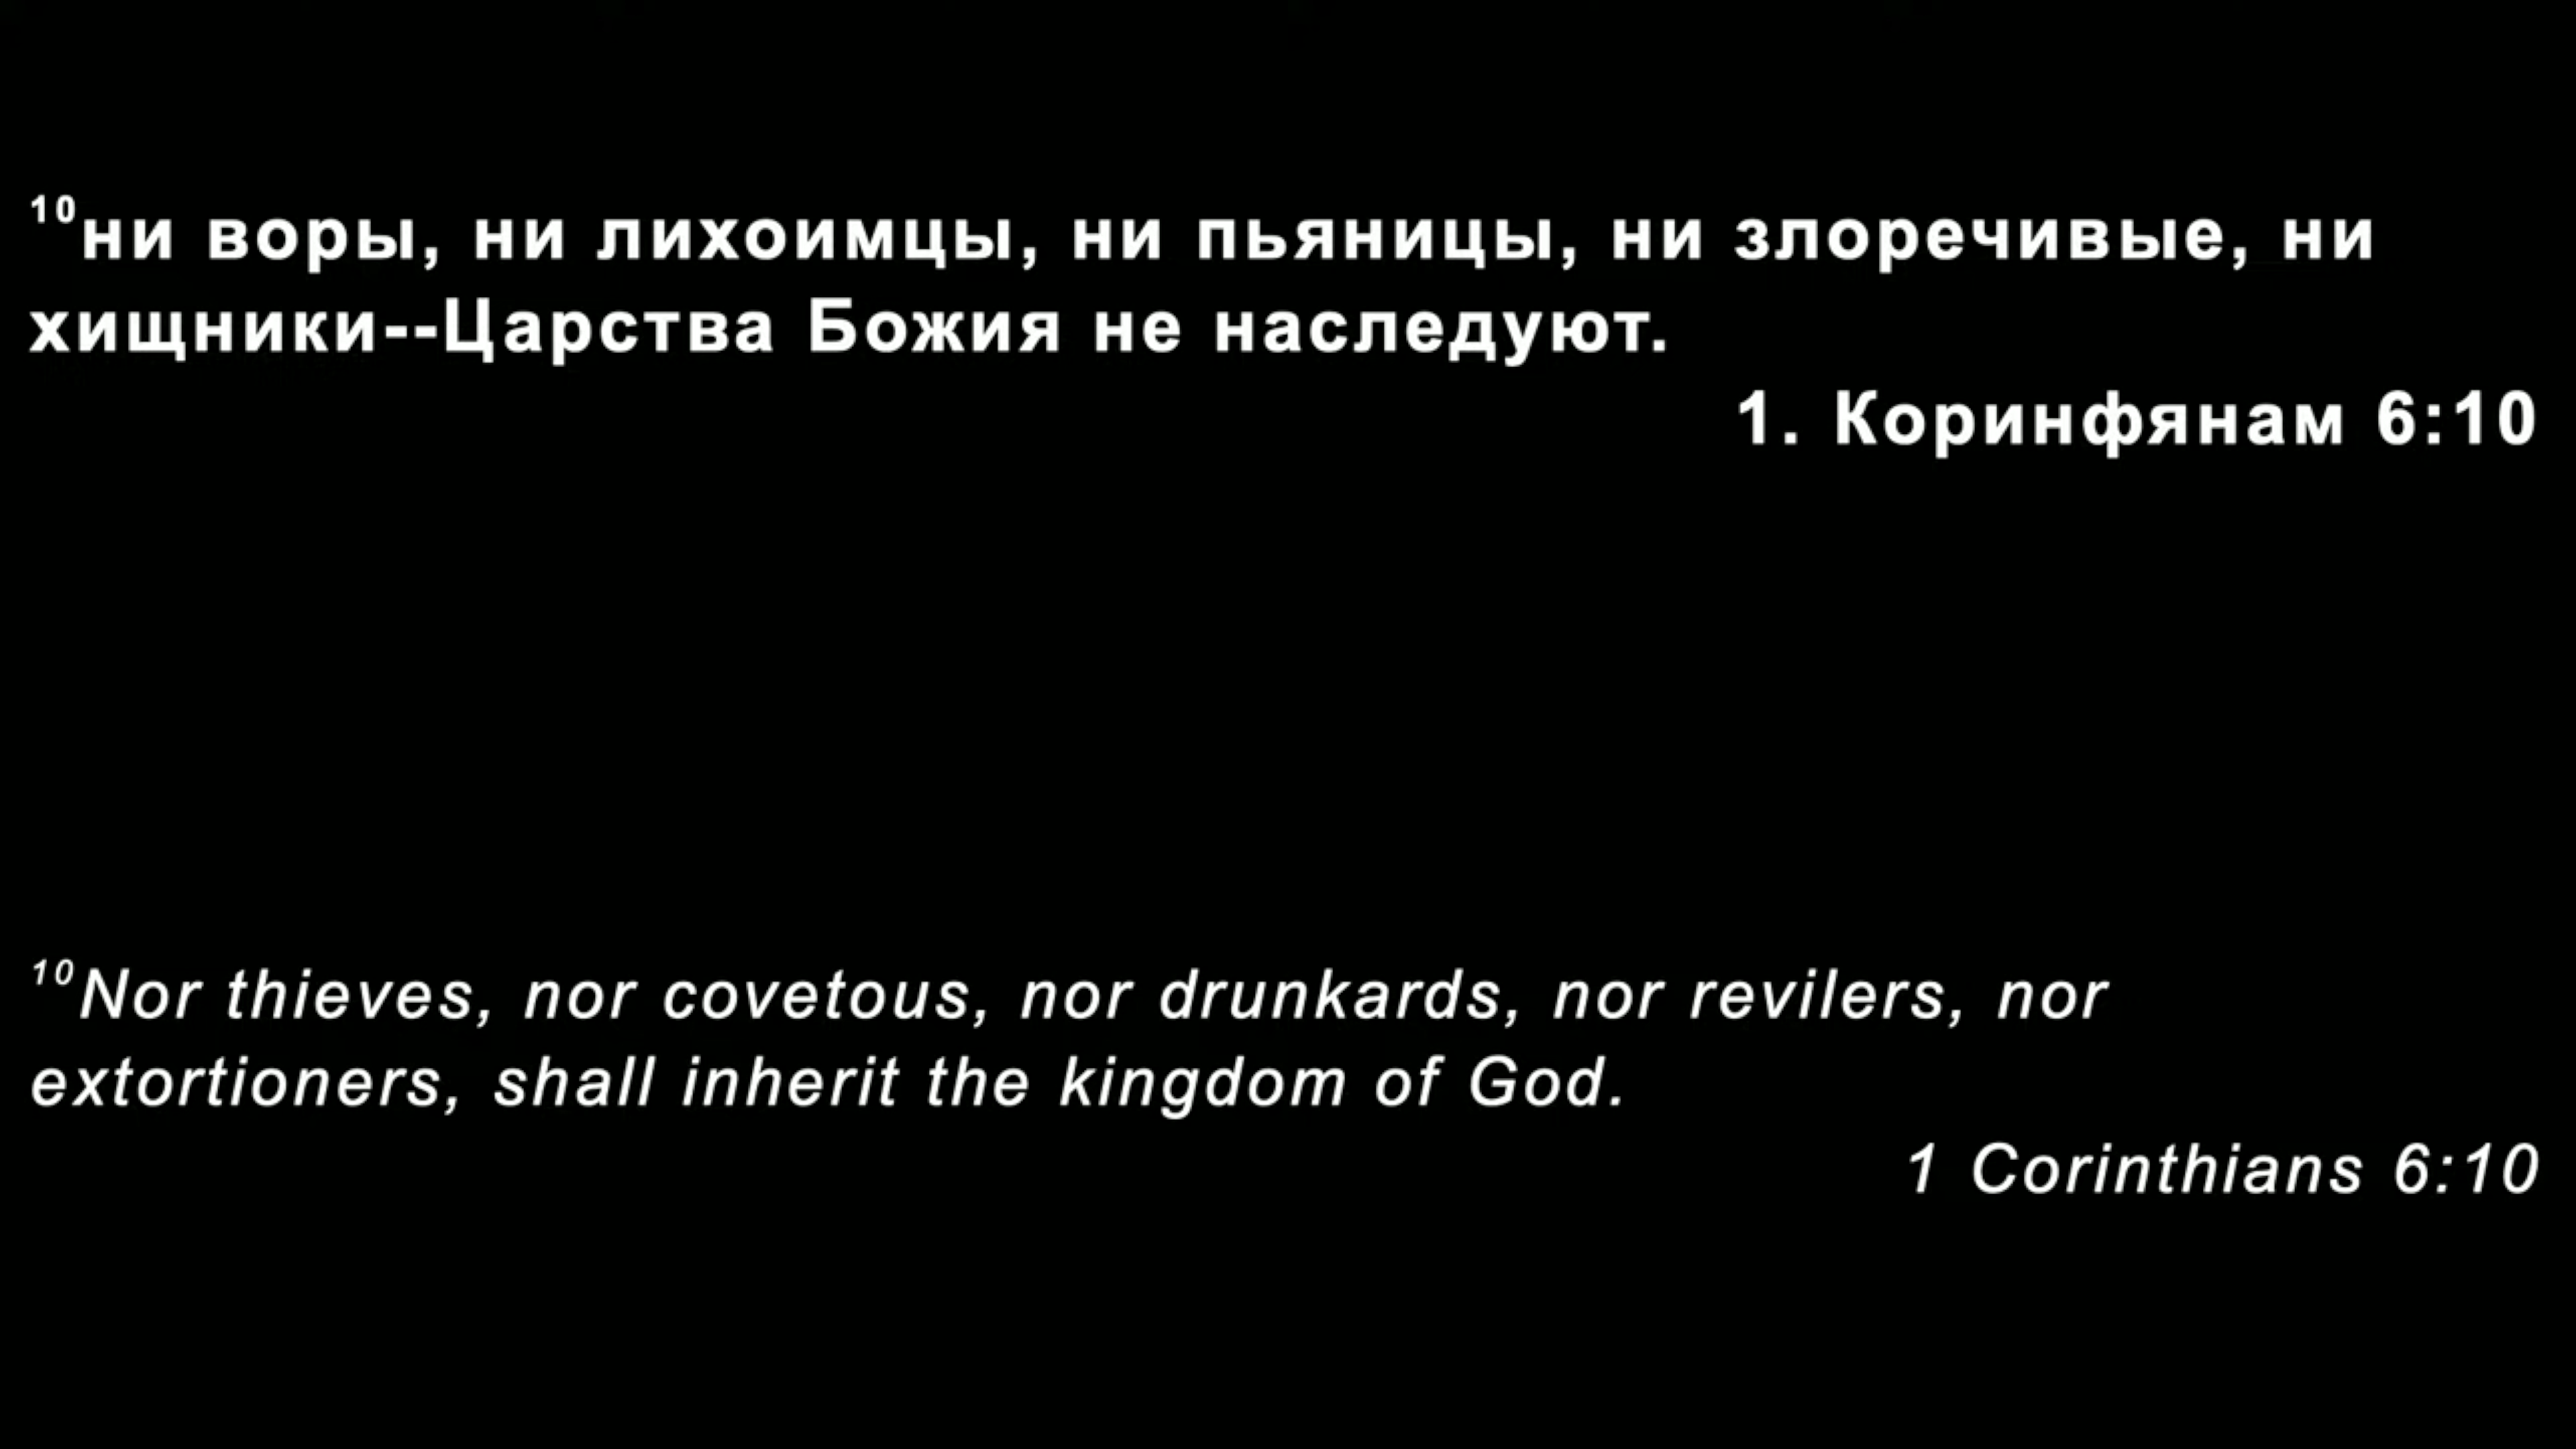 10ни воры, ни лихоимцы, ни пьяницы, ни злоречивые, ни
хищники--Царства Божия не наследуют.
1. Коринфянам 6:10
10Nor thieves, nor covetous, nor drunkards, nor revilers, nor
extortioners, shall inherit the kingdom of God.
1 Corinthians 6:10